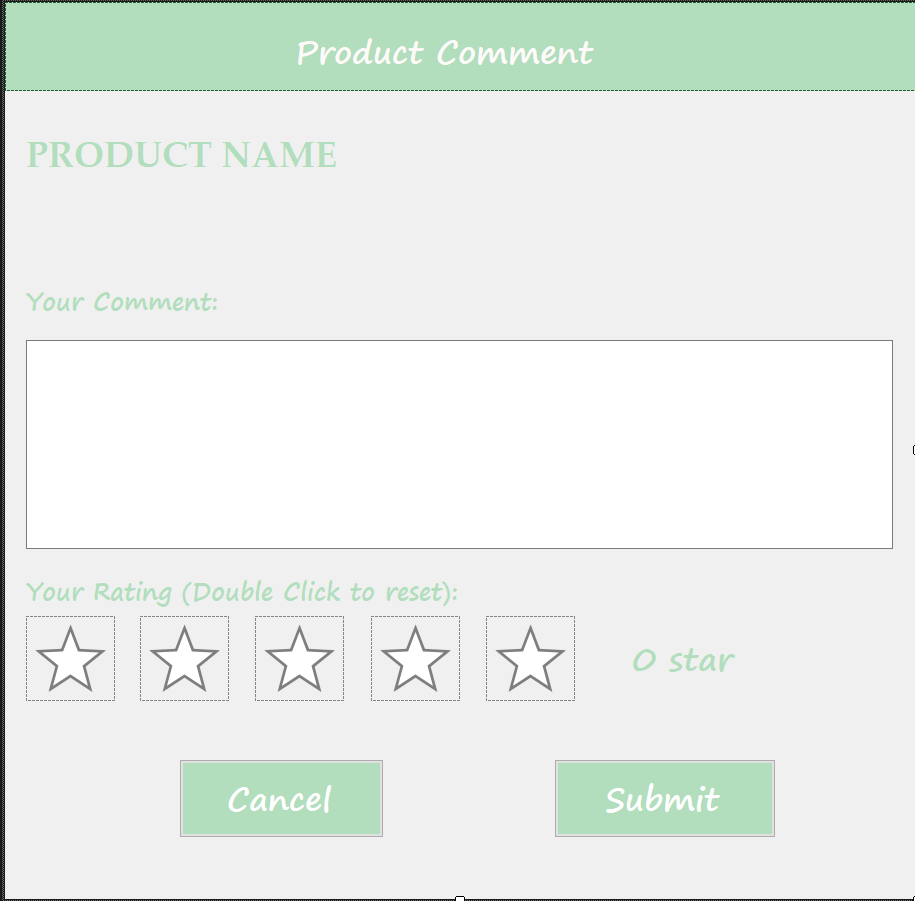 Product Comment
PRODUCT NAME
Your Comment:
Your Rating (Double Click to reset):
0 star
Cancel
Submit